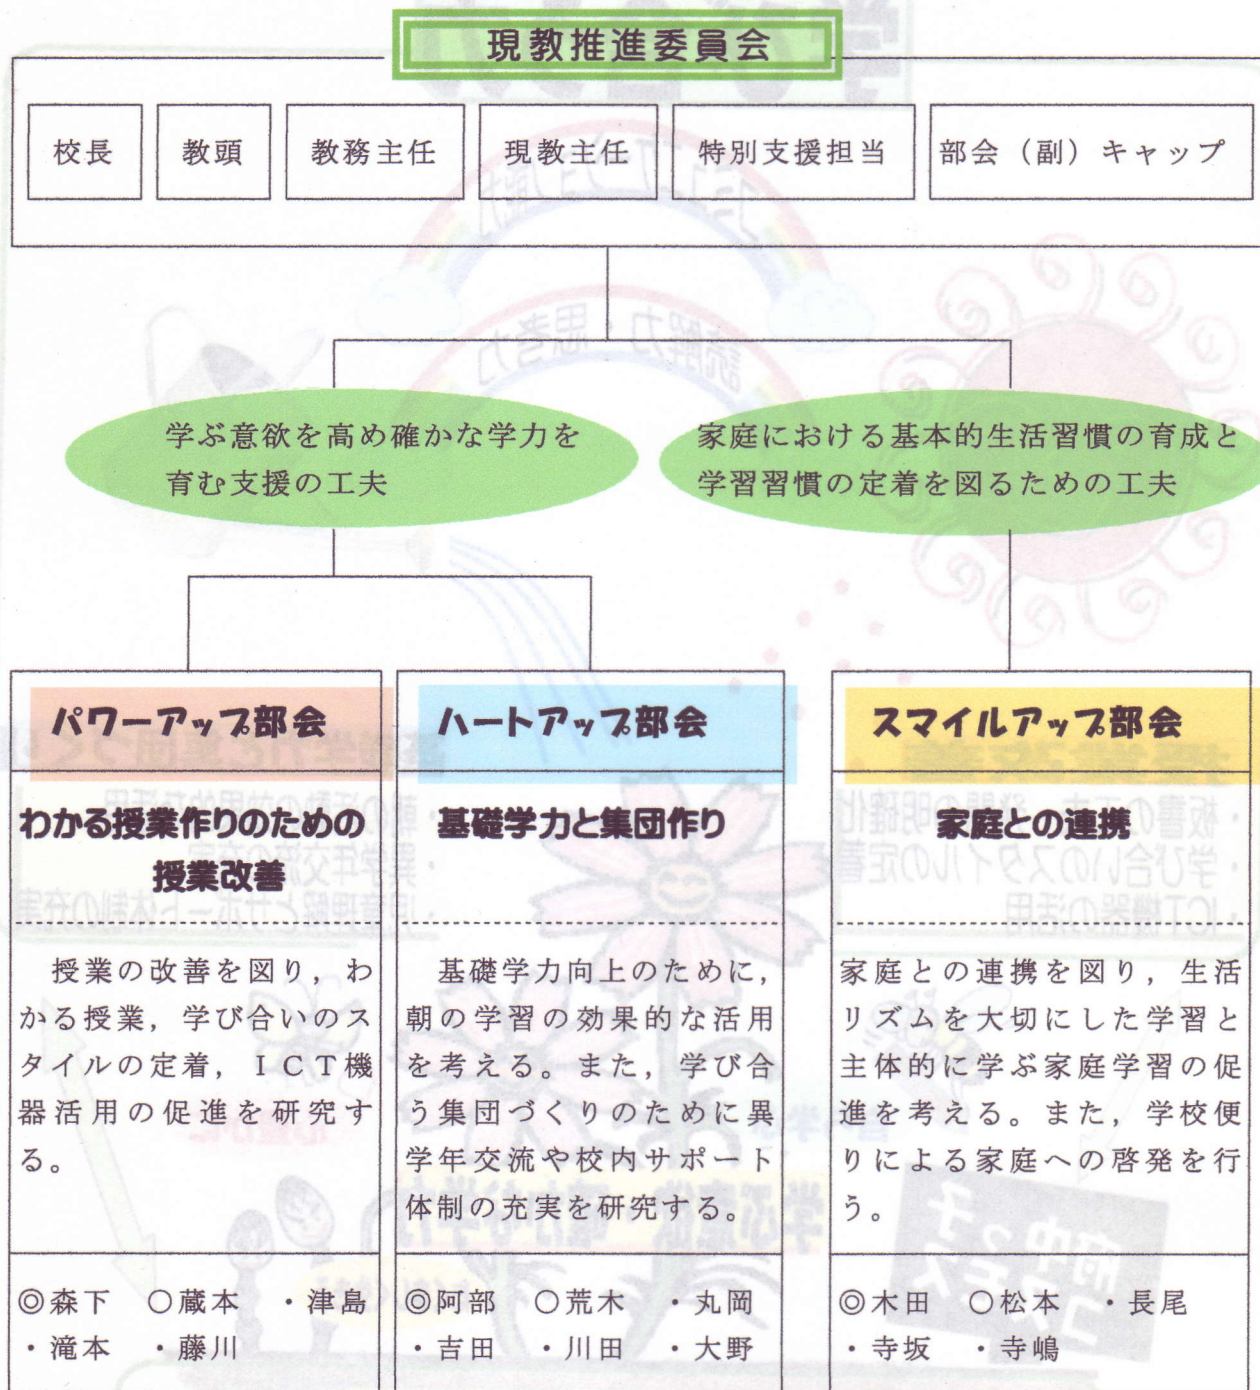 現教推進委員会
校長 教頭 教務主任 現教主任 特別支援担当 部会（副）キャップ
学ぶ意欲を高め確かな学力を
育む支援の工夫
家庭における基本的生活習慣の育成と
学習習慣の定着を図るための工夫
パワーアップ部会
わかる授業作りのための
授業改善
授業の改善を図り，わ
かる授業，学び合いのス
タイルの定着，ＩＣＴ機
器活用の促進を研究す
る。
◎森下 ○蔵本 ・津島
・滝本 ・藤川
ハートアップ部会
基礎学力と集団作り
基礎学力向上のために，
朝の学習の効果的な活用
を考える。また，学び合
う集団づくりのために異
学年交流や校内サポート
体制の充実を研究する。
◎阿部 ○荒木 ・丸岡
・吉田 ・川田 ・大野
スマイルアップ部会
家庭との連携
家庭との連携を図り，生活
リズムを大切にした学習と
主体的に学ぶ家庭学習の促
進を考える。また，学校便
りによる家庭への啓発を行
う。
◎木田 ○松本 ・長尾
・寺坂 ・寺嶋